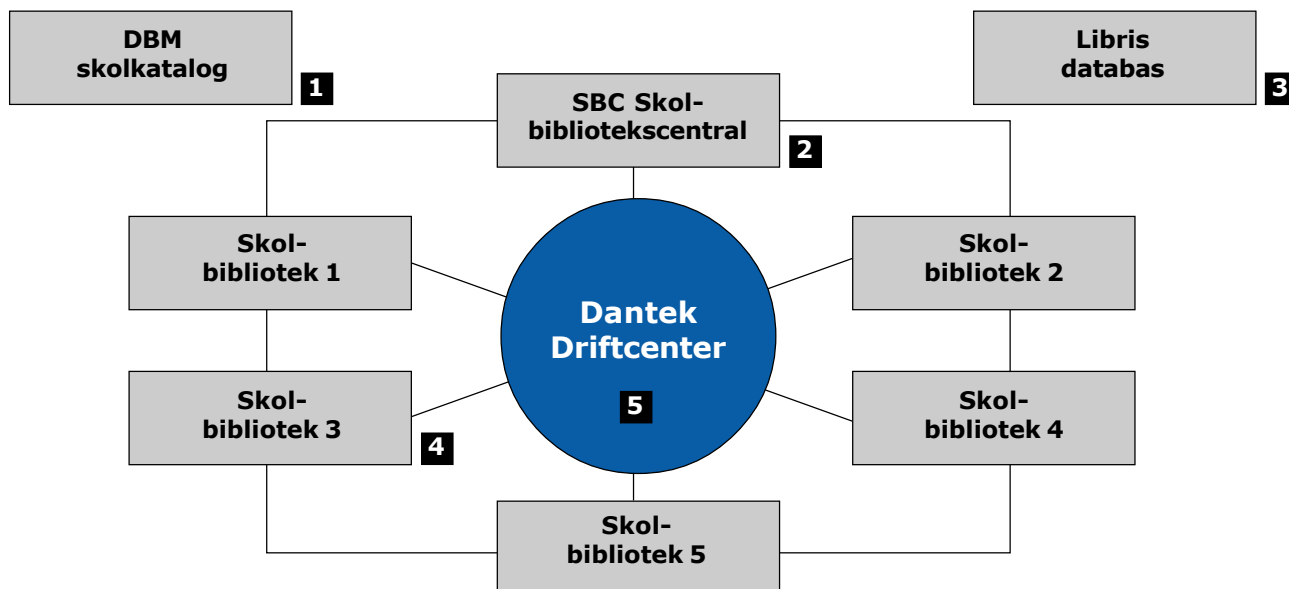 DBM
skolkatalog
1
Libris
databas
3
SBC Skol-
bibliotekscentral
2
Skol-
bibliotek 1
Skol-
bibliotek 2
Dantek
Driftcenter
5
Skol-
bibliotek 3
4
Skol-
bibliotek 4
Skol-
bibliotek 5